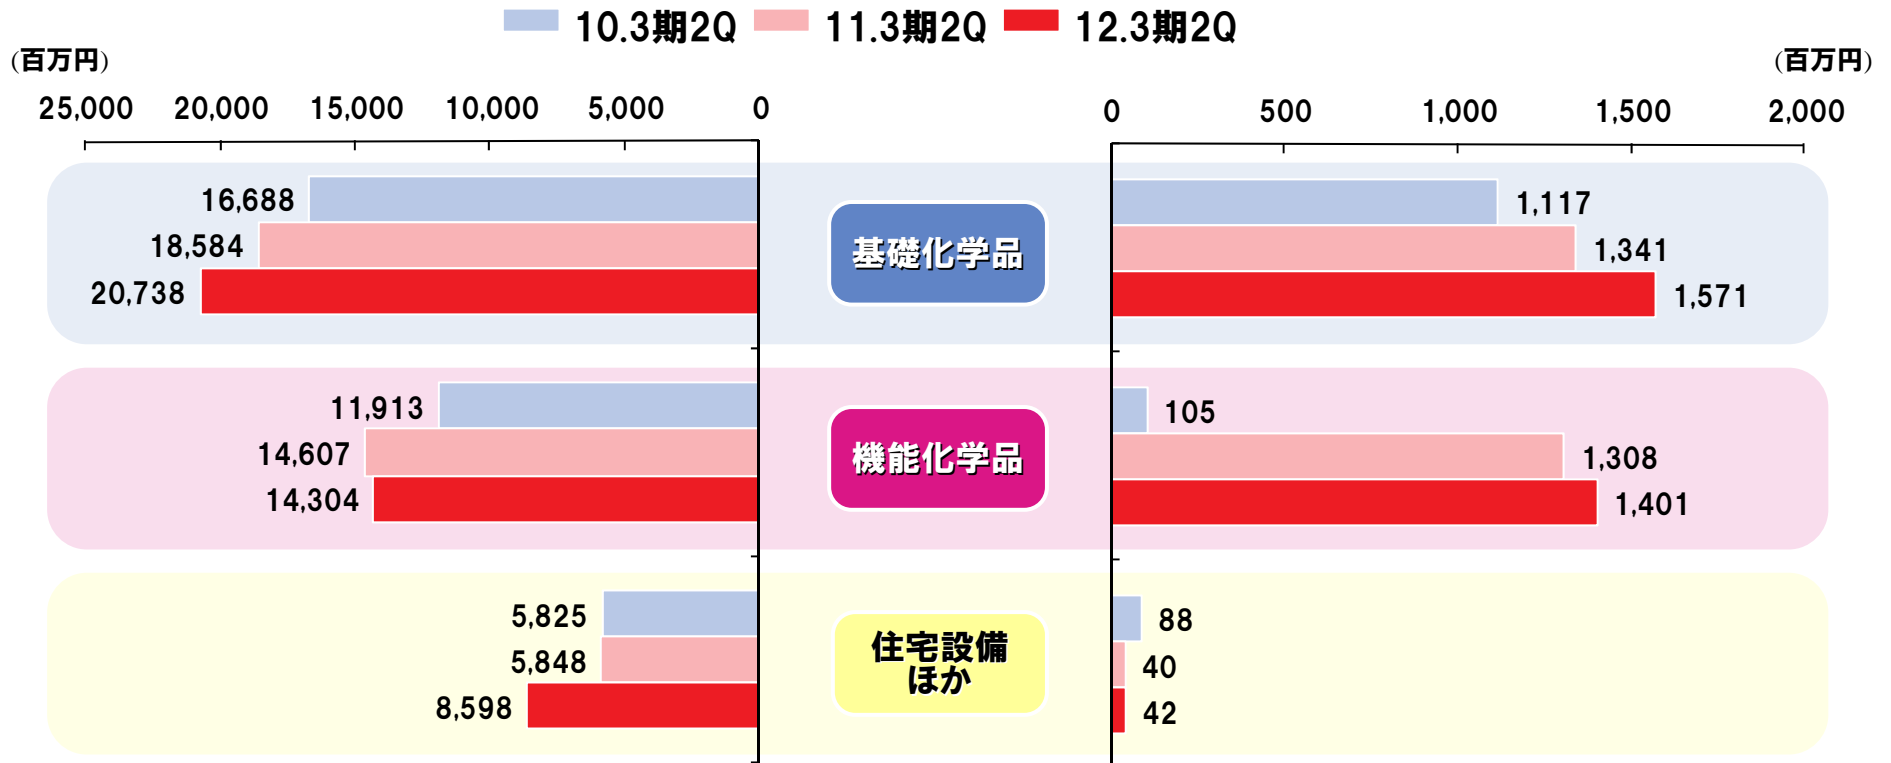 10.3期2Q 11.3期2Q 12.3期2Q
(百万円) (百万円)
25,000 20,000 15,000 10,000 5,000 0 0 500 1,000 1,500 2,000
16,688 1,117
18,584 基礎化学品 1,341
20,738 1,571
11,913 105
14,607 機能化学品 1,308
14,304 1,401
5,825 88
住宅設備
5,848 40
ほか
8,598 42